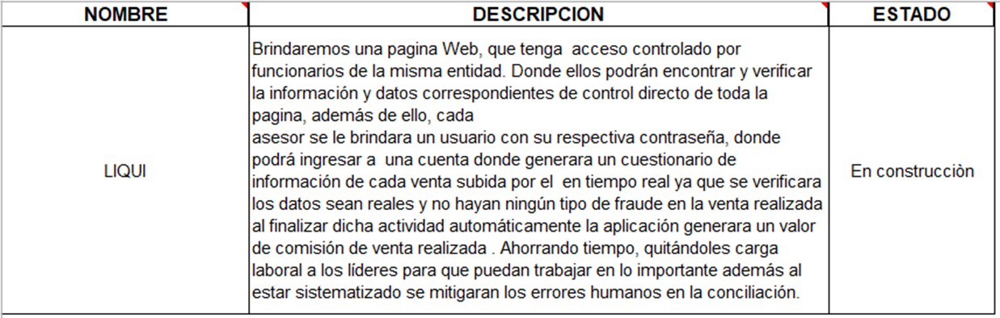 NOMBRE DESCRIPCION ESTADO
Brindaremos una pagina Web, que tenga  acceso controlado por
funcionarios de la misma entidad. Donde ellos podrán encontrar y verificar
la información y datos correspondientes de control directo de toda la
pagina, además de ello, cada
asesor se le brindara un usuario con su respectiva contraseña, donde
podrá ingresar a  una cuenta donde generara un cuestionario de
LIQUI
información de cada venta subida por el  en tiempo real ya que se verificara
En construcciòn
los datos sean reales y no hayan ningún tipo de fraude en la venta realizada
al finalizar dicha actividad automáticamente la aplicación generara un valor
de comisión de venta realizada . Ahorrando tiempo, quitándoles carga
laboral a los líderes para que puedan trabajar en lo importante además al
estar sistematizado se mitigaran los errores humanos en la conciliación.